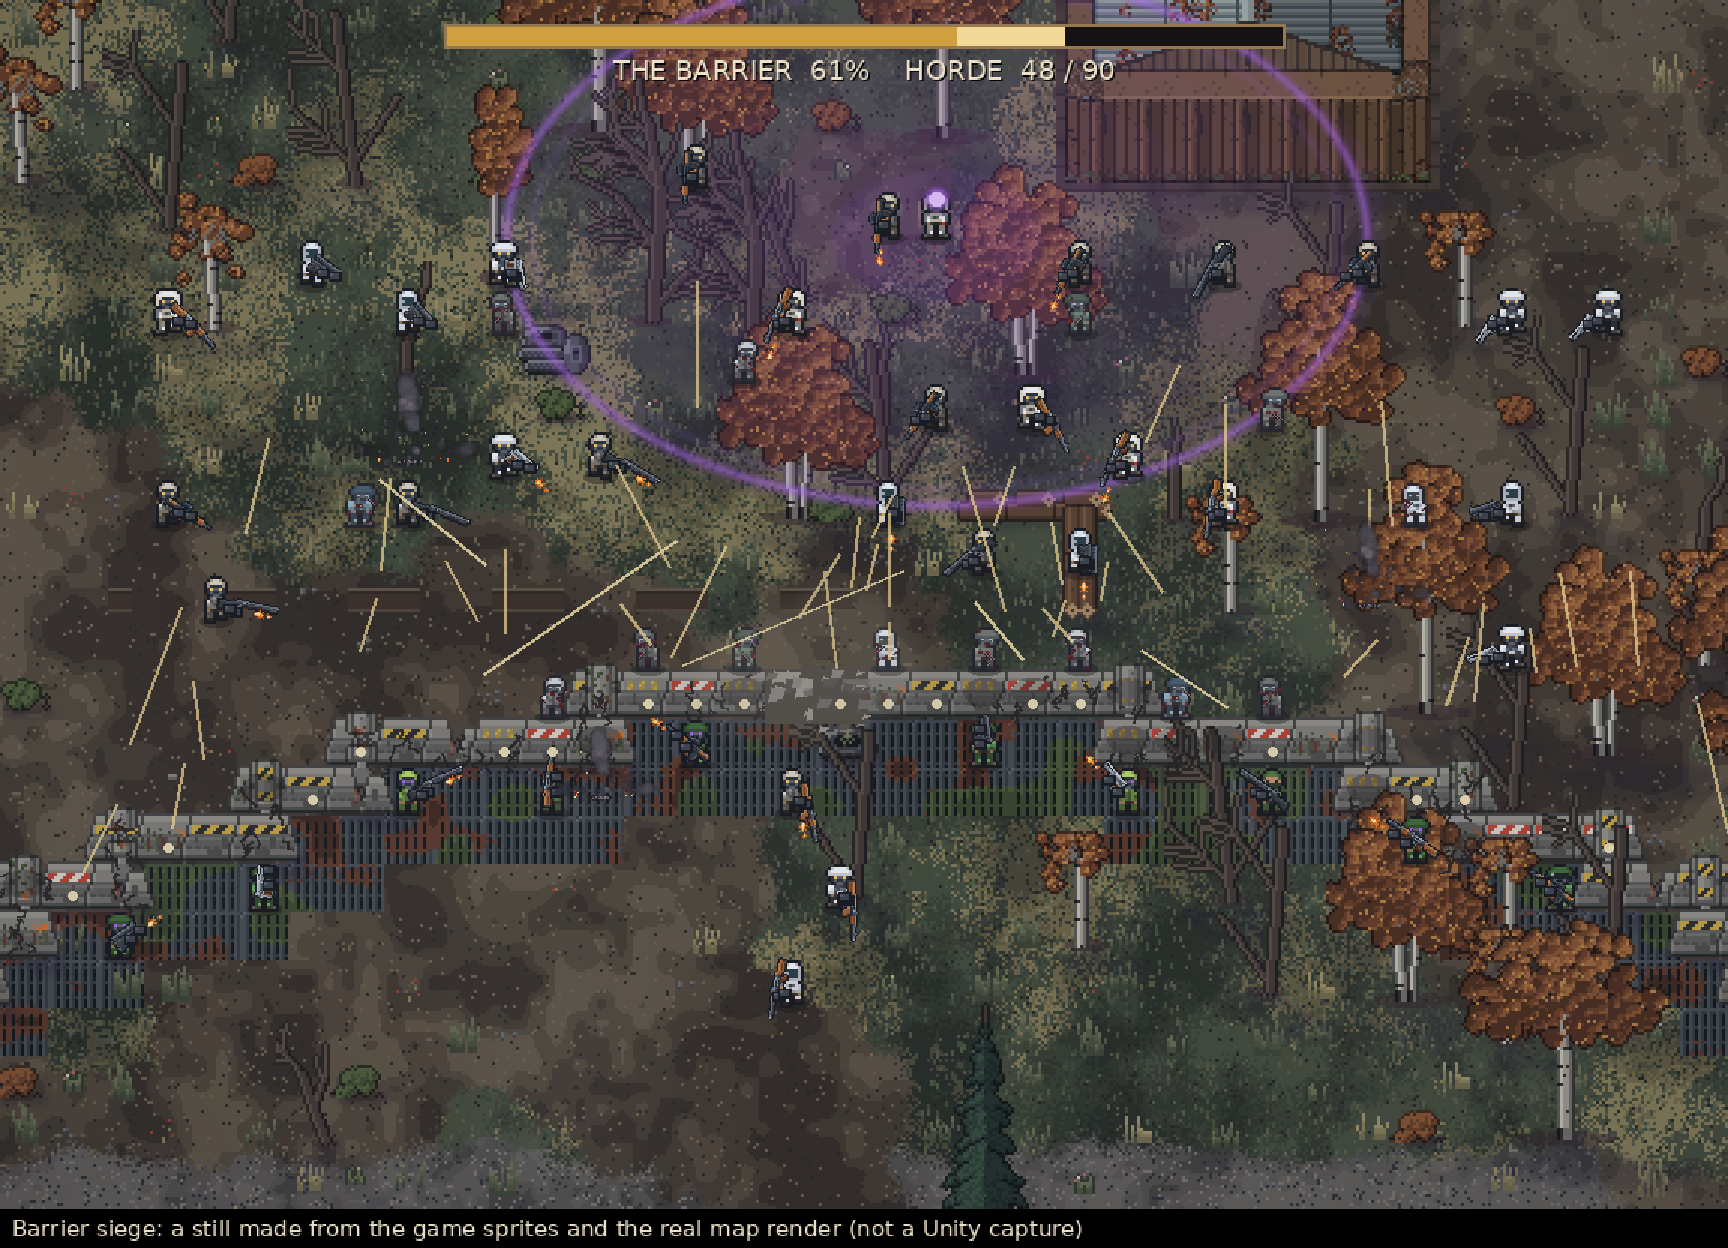 THE BARRIER 61% HORDE 48 / 90
Barrier siege: a still made from the game sprites and the real map render (not a Unity capture)